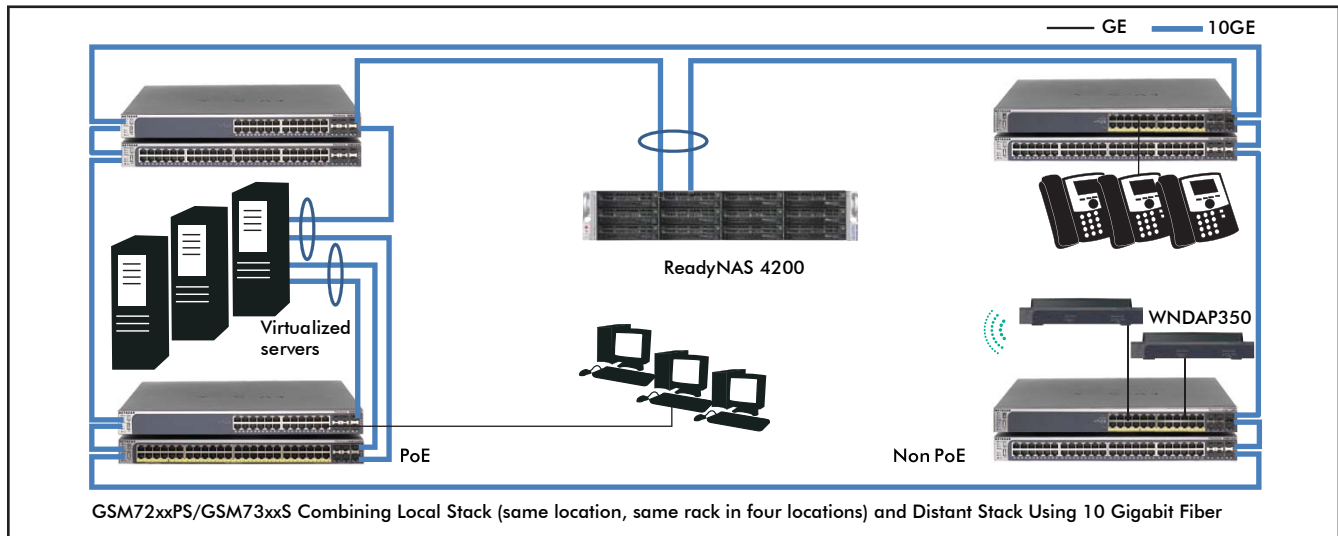 GE 10GE
ReadyNAS 4200
Virtualized
servers
WNDAP350
PoE
Non PoE
GSM72xxPS/GSM73xxS Combining Local Stack (same location, same rack in four locations) and Distant Stack Using 10 Gigabit Fiber